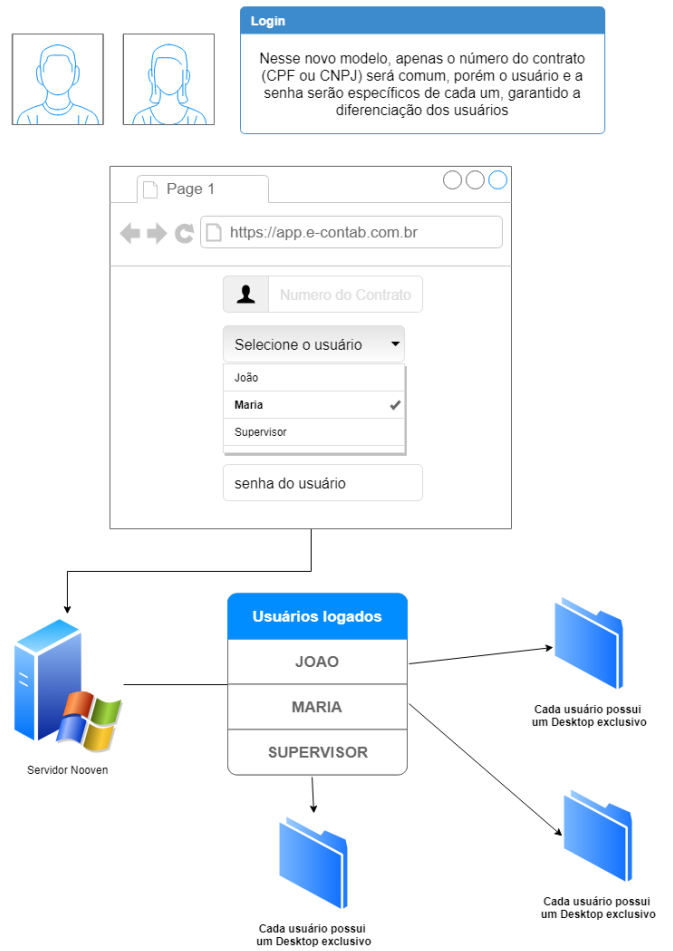 Login
Nesse novo modelo, apenas o número do contrato
(CPF ou CNPJ) será comum, porém o usuário e a
senha serão específicos de cada um, garantido a
diferenciação dos usuários
Page 1
https://app.e-contab.com.br
Numero do Contrato
Selecione o usuário
João
Maria
Supervisor
senha do usuário
Usuários logados
JOAO
MARIA
SUPERVISOR
Servidor Nooven
Cada usuário possui
um Desktop exclusivo
Cada usuário possui
um Desktop exclusivo
Cada usuário possui
um Desktop exclusivo